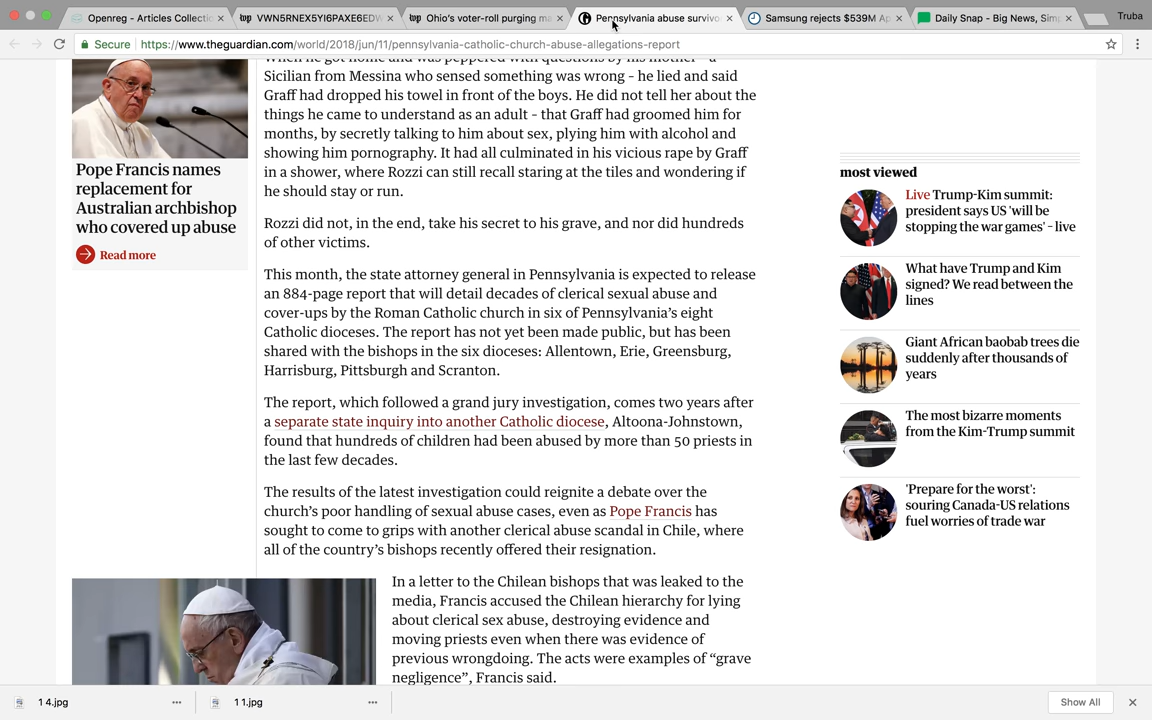 Openreg - Articles Collectio
VWN5RNEX5YI6PAXE6EDW
Ohio's voter-roll purging ma
Pennsylvania abuse survivor
Samsung rejects $539M Ap
Daily Snap - Big News, Sim
Truba
Secure
https://www.theguardian.com/world/2018/jun/11/pennsylvania-catholic-church-abuse-allegations-report
When he got home and was peppered with questions by his mother – a
Sicilian from Messina who sensed something was wrong – he lied and said
Graff had dropped his towel in front of the boys. He did not tell her about the
things he came to understand as an adult – that Graff had groomed him for
months, by secretly talking to him about sex, plying him with alcohol and
showing him pornography. It had all culminated in his vicious rape by Graff
in a shower, where Rozzi can still recall staring at the tiles and wondering if
he should stay or run.
Rozzi did not, in the end, take his secret to his grave, and nor did hundreds
of other victims.
This month, the state attorney general in Pennsylvania is expected to release
an 884-page report that will detail decades of clerical sexual abuse and
cover-ups by the Roman Catholic church in six of Pennsylvania's eight
Catholic dioceses. The report has not yet been made public, but has been
shared with the bishops in the six dioceses: Allentown, Erie, Greensburg,
Harrisburg, Pittsburgh and Scranton.
The report, which followed a grand jury investigation, comes two years after
a separate state inquiry into another Catholic diocese, Altoona-Johnstown,
found that hundreds of children had been abused by more than 50 priests in
the last few decades.
The results of the latest investigation could reignite a debate over the
church's poor handling of sexual abuse cases, even as Pope Francis has
sought to come to grips with another clerical abuse scandal in Chile, where
all of the country's bishops recently offered their resignation.
In a letter to the Chilean bishops that was leaked to the
media, Francis accused the Chilean hierarchy for lying
about clerical sex abuse, destroying evidence and
moving priests even when there was evidence of
previous wrongdoing. The acts were examples of “grave
negligence”, Francis said.
Pope Francis names
replacement for
Australian archbishop
who covered up abuse
Read more
most viewed
Live Trump-Kim summit:
president says US 'will be
stopping the war games' – live
What have Trump and Kim
signed? We read between the
lines
Giant African baobab trees die
suddenly after thousands of
years
The most bizarre moments
from the Kim-Trump summit
'Prepare for the worst':
souring Canada-US relations
fuel worries of trade war
1 4.jpg
1 1.jpg
Show All